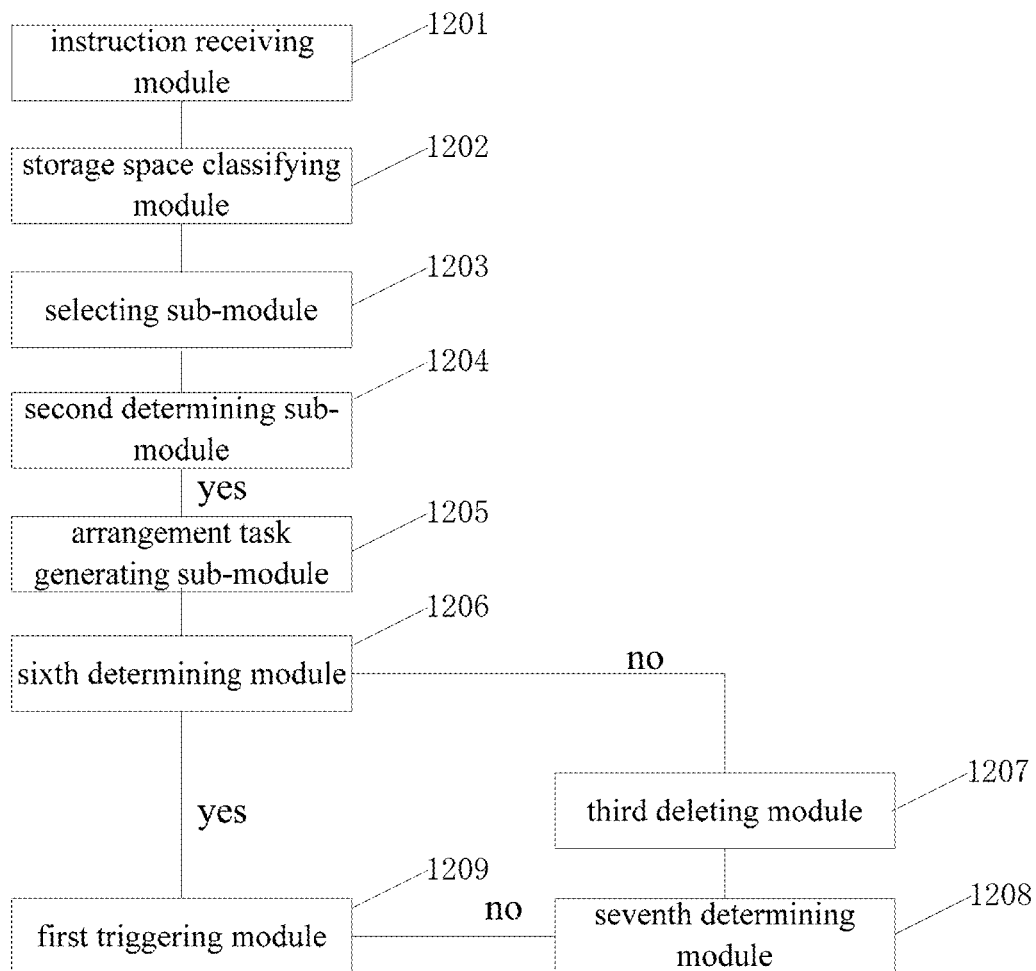 1201
instruction receiving
module
1202
storage space classifying
module
1203
selecting sub-module
1204
second determining sub-
module
yes
1205
arrangement task
generating sub-module
1206
sixth determining module
no
1207
third deleting module
yes
1209
first triggering module
no
1208
seventh determining
module